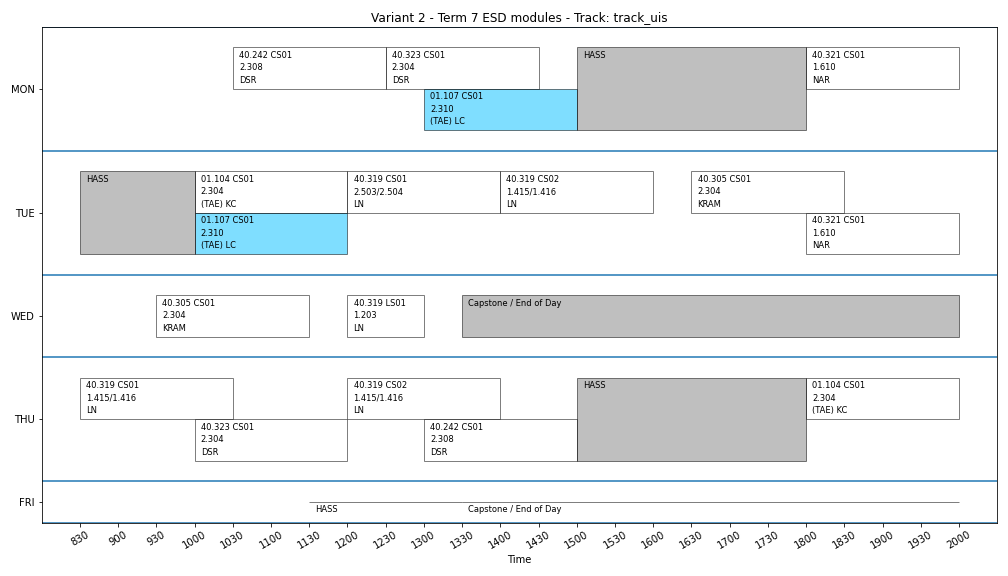 Variant 2 - Term 7 ESD modules - Track: track_uis
MON
40.242 CS01
2.308
DSR
40.323 CS01
2.304
DSR
01.107 CS01
2.310
(TAE) LC
HASS
40.321 CS01
1.610
NAR
TUE
HASS
01.104 CS01
2.304
(TAE) KC
01.107 CS01
2.310
(TAE) LC
40.319 CS01
2.503/2.504
LN
40.319 CS02
1.415/1.416
LN
40.305 CS01
2.304
KRAM
40.321 CS01
1.610
NAR
WED
40.305 CS01
2.304
KRAM
40.319 LS01
1.203
LN
Capstone / End of Day
THU
40.319 CS01
1.415/1.416
LN
40.323 CS01
2.304
DSR
40.319 CS02
1.415/1.416
LN
40.242 CS01
2.308
DSR
HASS
01.104 CS01
2.304
(TAE) KC
FRI
HASS
Capstone / End of Day
830 900 930 1000 1030 1100 1130 1200 1230 1300 1330 1400 1430 1500 1530 1600 1630 1700 1730 1800 1830 1900 1930 2000
Time